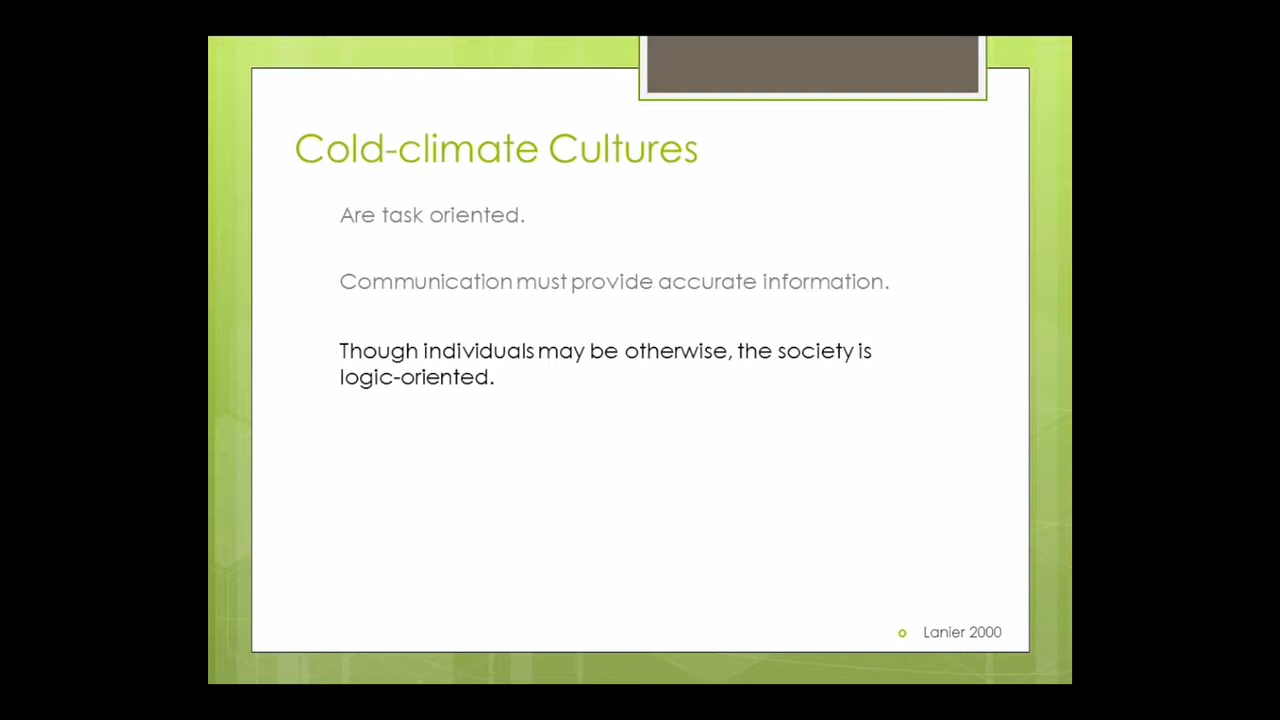 Cold-climate Cultures
Are task oriented.
Communication must provide accurate information.
Though individuals may be otherwise, the society is
logic-oriented.
Lanier 2000